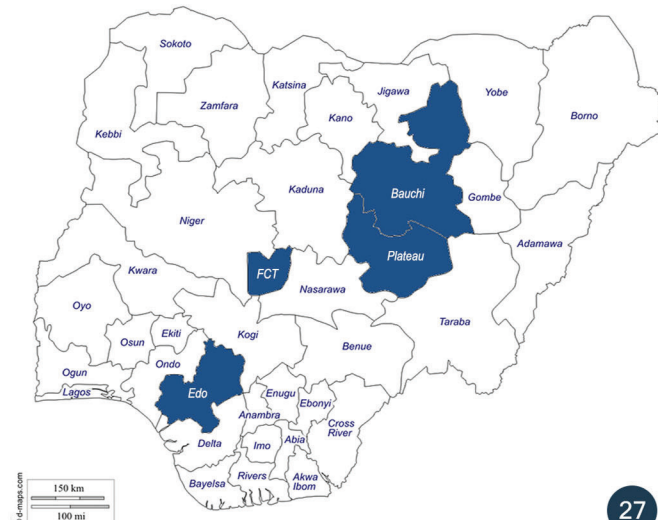 Sokoto
Katsina
Jigawa
Yobe
Zamfara
Kano
Borno
Kebbi
Kaduna
Bauchi
Gombe
Niger
Adamawa
Plateau
FCT
Kwara
Nasarawa
Oyo
Taraba
Osun
Ekiti
Kogi
Benue
Ondo
Ogun
Lagos
Edo
Enugu
Ebonyi
Anambra
Cross
River
Delta
Imo
Abia
Bayelsa
Rivers
Akwa
Ibom
d-maps.com
150 km
100 mi
27